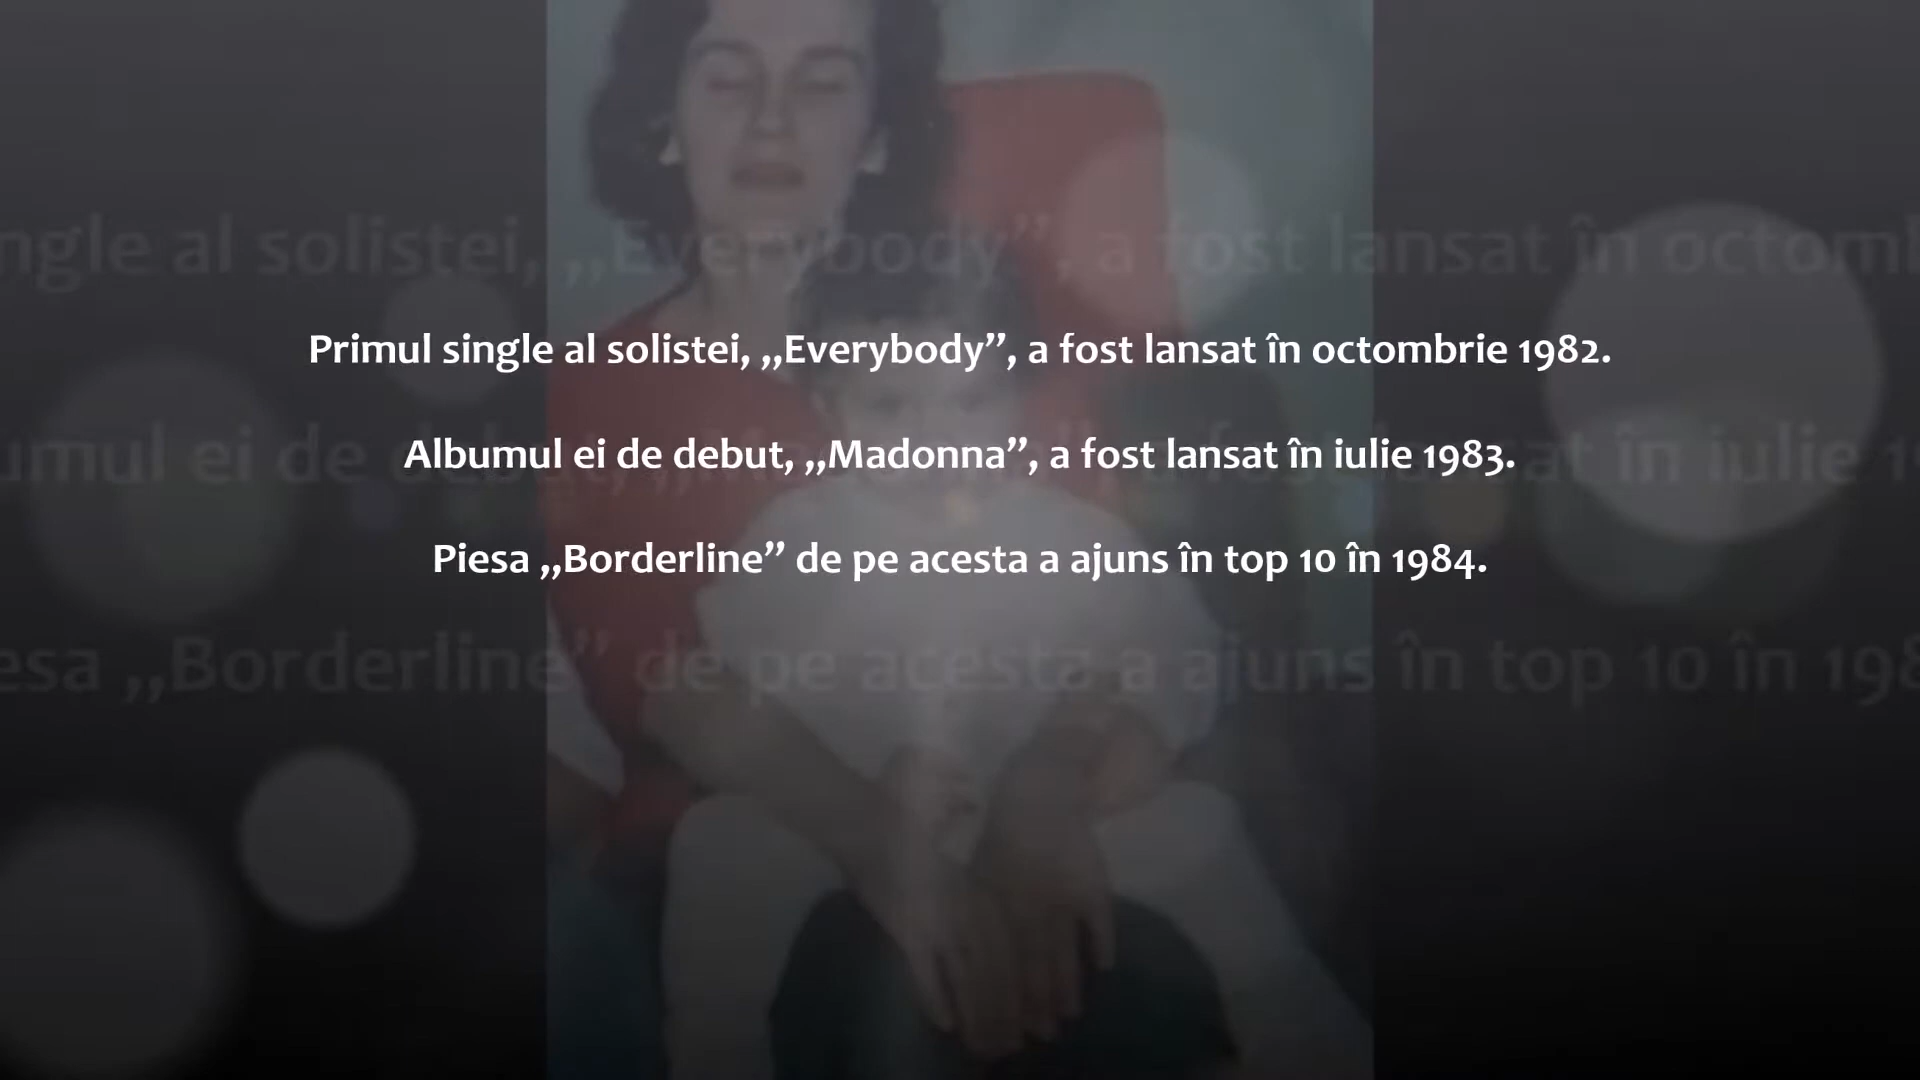 Primul single al solistei, ,,Everybody”, a fost lansat în octombrie 1982.
Albumul ei de debut, ,,Madonna”, a fost lansat în iulie 1983.
Piesa ,,Borderline” de pe acesta a ajuns în top 10 în 1984.